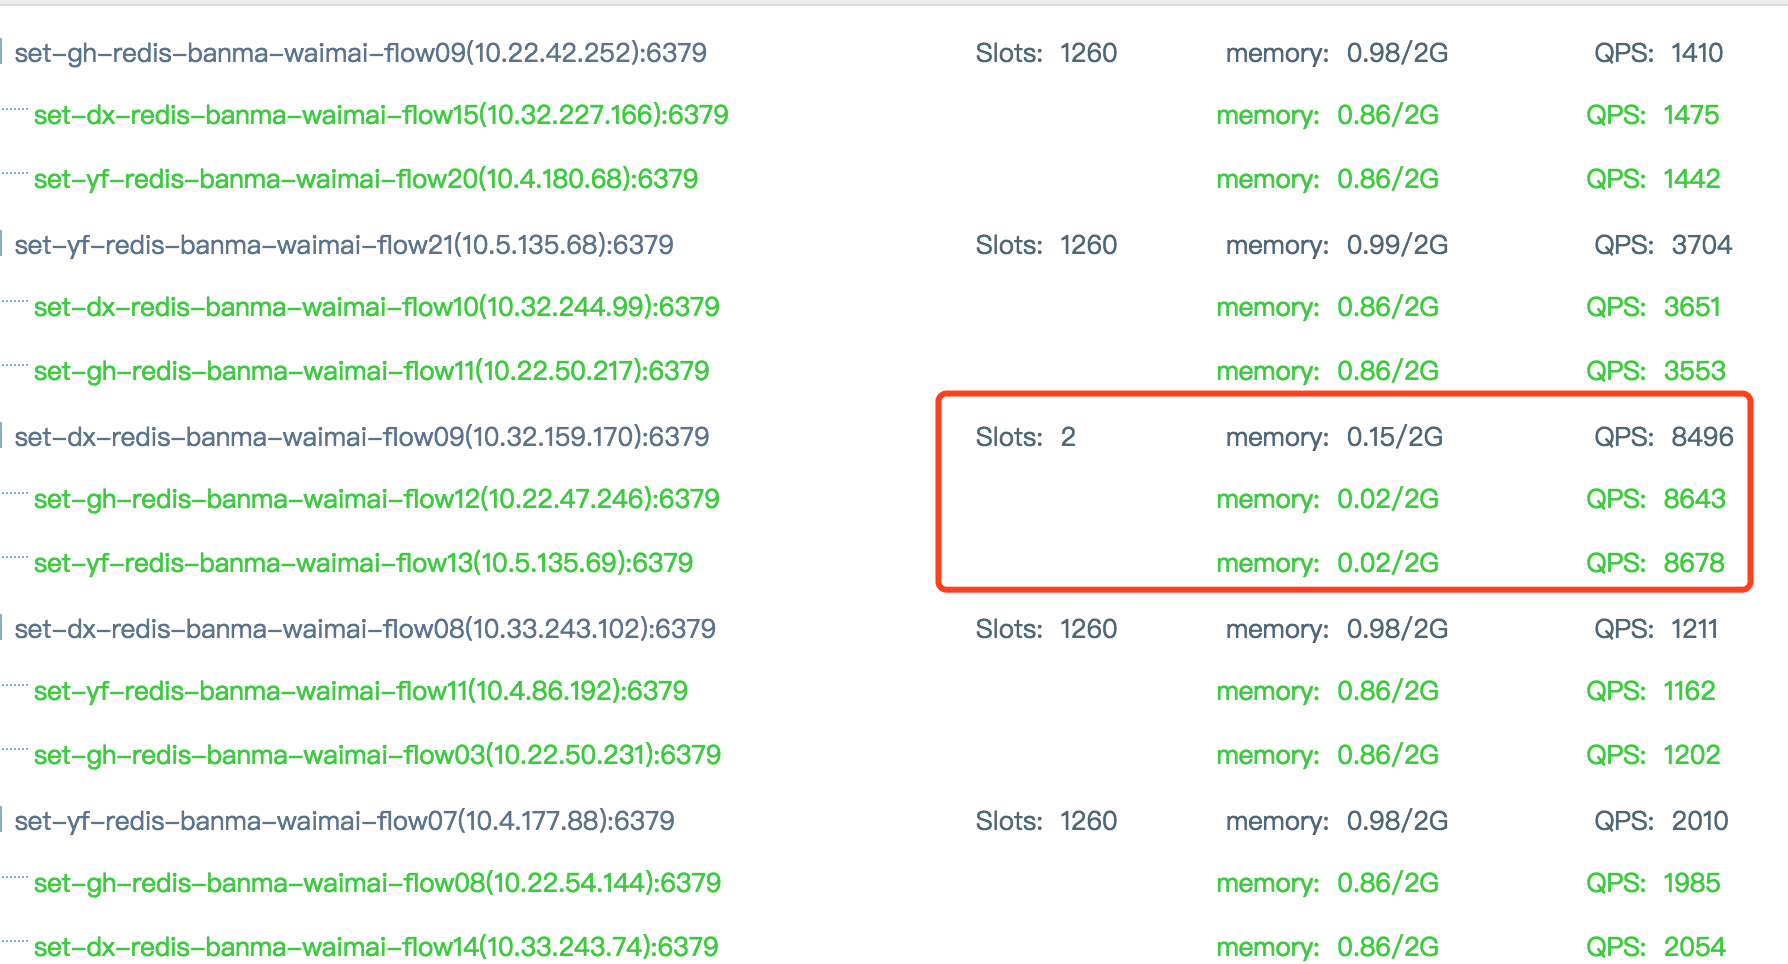 set-gh-redis-banma-waimai-flow09(10.22.42.252):6379 Slots: 1260 memory: 0.98/2G QPS: 1410
set-dx-redis-banma-waimai-flow15(10.32.227.166):6379 memory: 0.86/2G QPS: 1475
set-yf-redis-banma-waimai-flow20(10.4.180.68):6379 memory: 0.86/2G QPS: 1442
set-yf-redis-banma-waimai-flow21(10.5.135.68):6379 Slots: 1260 memory: 0.99/2G QPS: 3704
set-dx-redis-banma-waimai-flow10(10.32.244.99):6379 memory: 0.86/2G QPS: 3651
set-gh-redis-banma-waimai-flow11(10.22.50.217):6379 memory: 0.86/2G QPS: 3553
set-dx-redis-banma-waimai-flow09(10.32.159.170):6379 Slots: 2 memory: 0.15/2G QPS: 8496
set-gh-redis-banma-waimai-flow12(10.22.47.246):6379 memory: 0.02/2G QPS: 8643
set-yf-redis-banma-waimai-flow13(10.5.135.69):6379 memory: 0.02/2G QPS: 8678
set-dx-redis-banma-waimai-flow08(10.33.243.102):6379 Slots: 1260 memory: 0.98/2G QPS: 1211
set-yf-redis-banma-waimai-flow11(10.4.86.192):6379 memory: 0.86/2G QPS: 1162
set-gh-redis-banma-waimai-flow03(10.22.50.231):6379 memory: 0.86/2G QPS: 1202
set-yf-redis-banma-waimai-flow07(10.4.177.88):6379 Slots: 1260 memory: 0.98/2G QPS: 2010
set-gh-redis-banma-waimai-flow08(10.22.54.144):6379 memory: 0.86/2G QPS: 1985
set-dx-redis-banma-waimai-flow14(10.33.243.74):6379 memory: 0.86/2G QPS: 2054